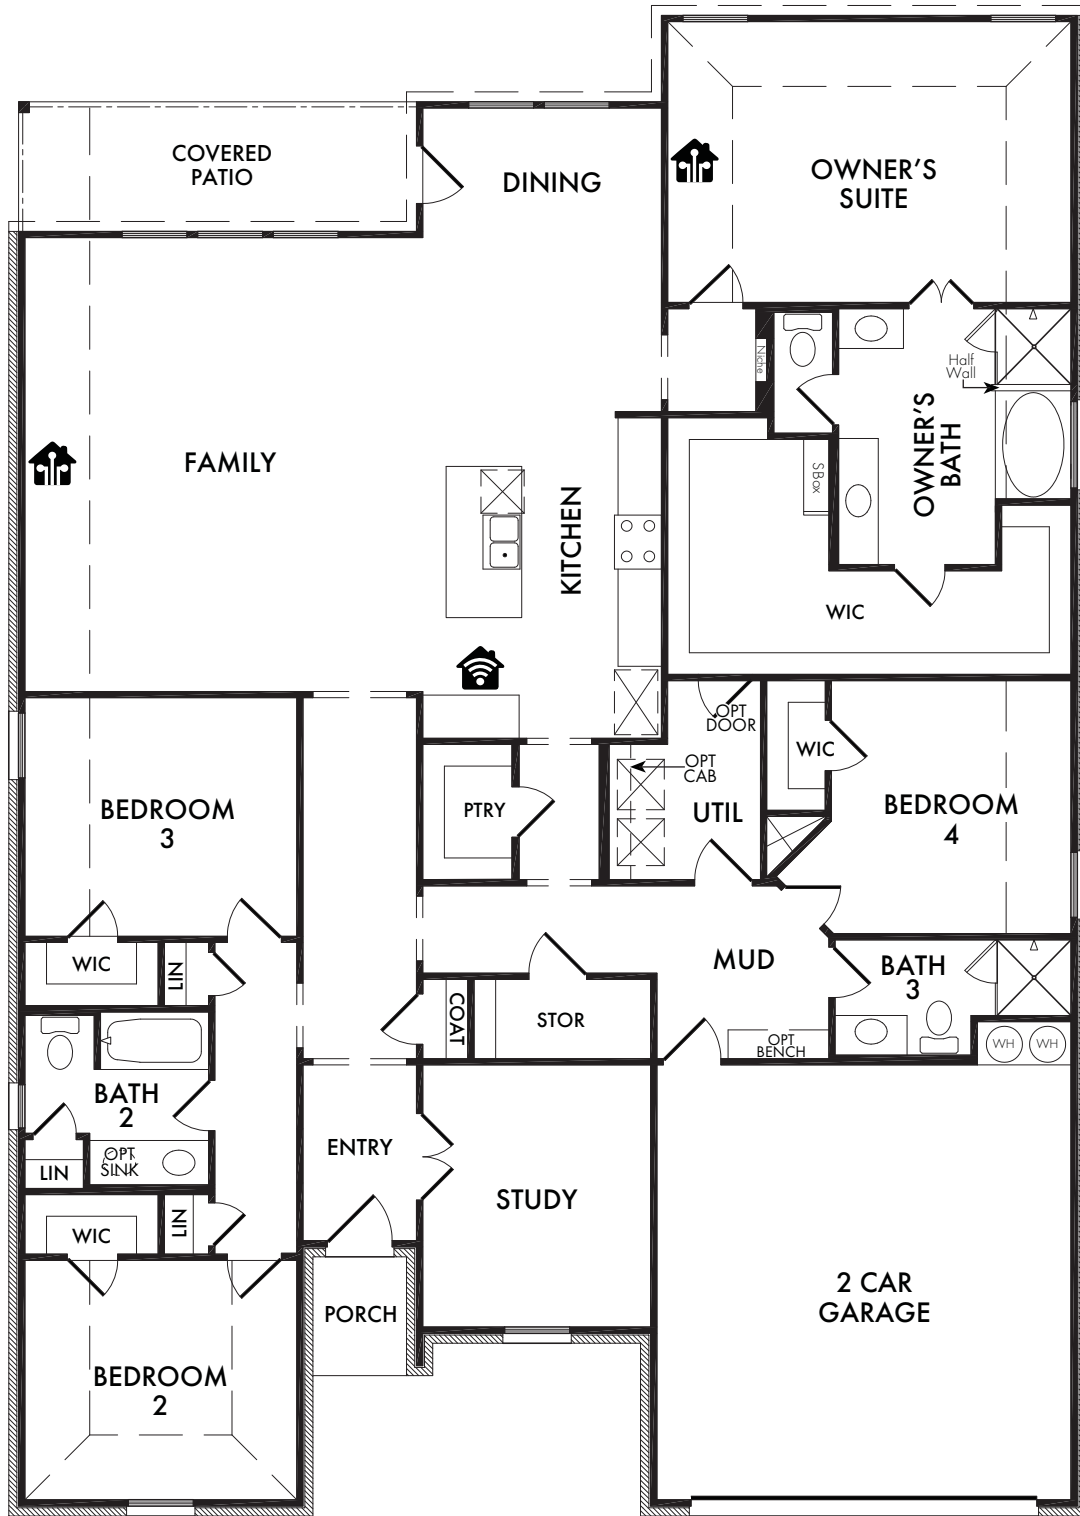 COVERED
PATIO
DINING
OWNER'S
SUITE
Niche
Half
Wall
OWNER'S
BATH
FAMILY
KITCHEN
SBox
WIC
OPT
DOOR
OPT
CAB
WIC
UTIL
PTRY
BEDROOM
3
BEDROOM
4
WIC
LIN
MUD
BATH
3
COAT
STOR
OPT
BENCH
WH
WH
BATH
2
OPT
SINK
LIN
ENTRY
STUDY
WIC
LIN
PORCH
2 CAR
GARAGE
BEDROOM
2